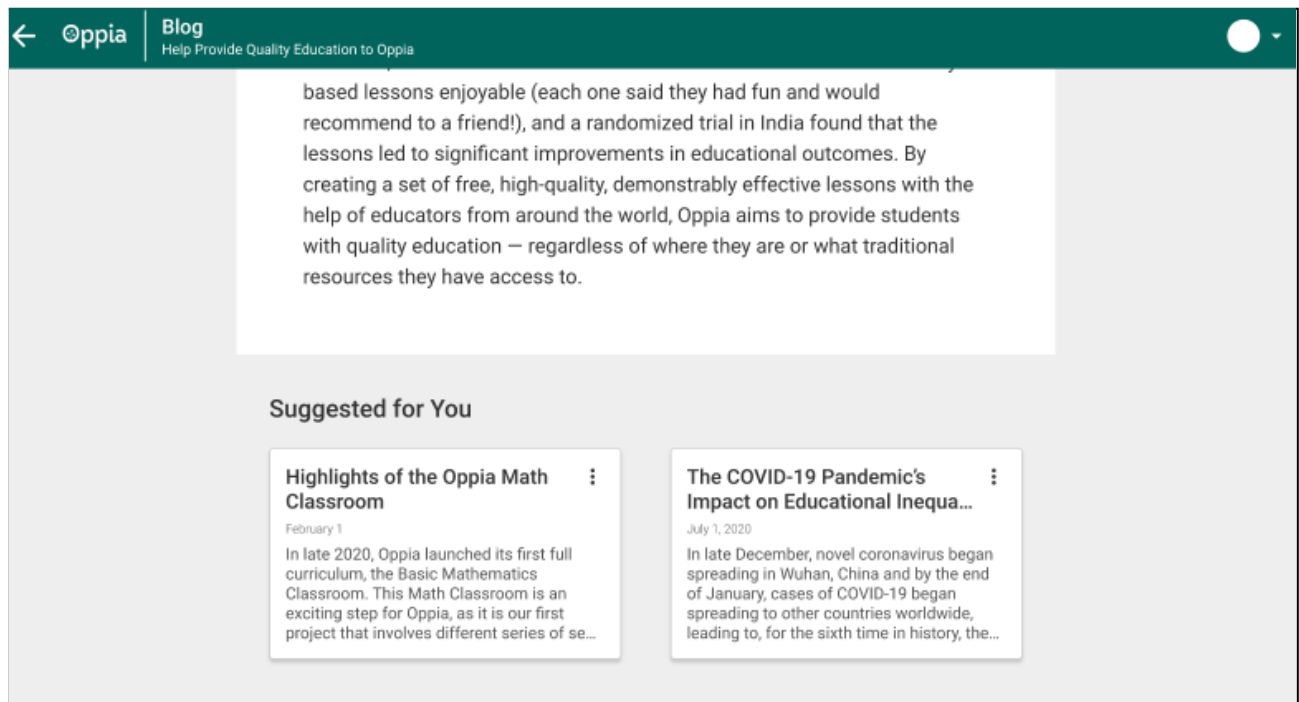 Oppia
Blog
Help Provide Quality Education to Oppia
based lessons enjoyable (each one said they had fun and would
recommend to a friend!), and a randomized trial in India found that the
lessons led to significant improvements in educational outcomes. By
creating a set of free, high-quality, demonstrably effective lessons with the
help of educators from around the world, Oppia aims to provide students
with quality education — regardless of where they are or what traditional
resources they have access to.
Suggested for You
Highlights of the Oppia Math
Classroom
February 1
In late 2020, Oppia launched its first full
curriculum, the Basic Mathematics
Classroom. This Math Classroom is an
exciting step for Oppia, as it is our first
project that involves different series of se...
The COVID-19 Pandemic's
Impact on Educational Inequa...
July 1, 2020
In late December, novel coronavirus began
spreading in Wuhan, China and by the end
of January, cases of COVID-19 began
spreading to other countries worldwide,
leading to, for the sixth time in history, the...